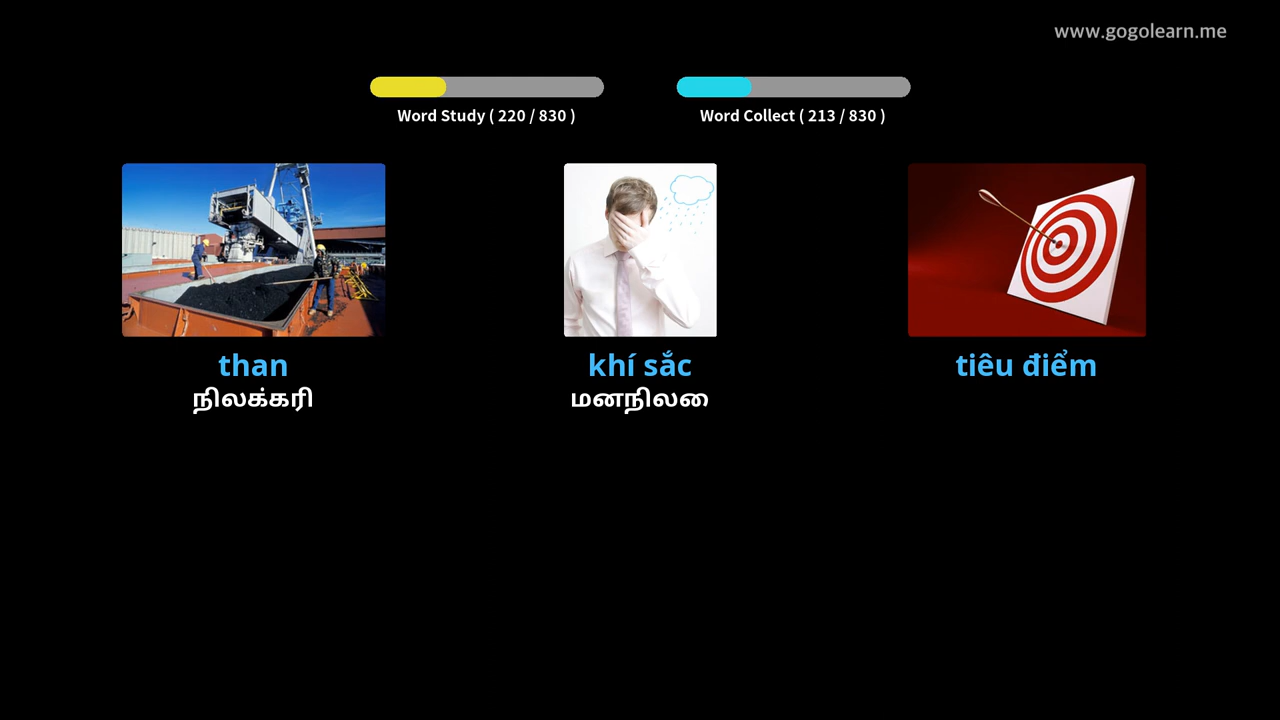 www.gogolearn.me
Word Study ( 220 / 830 )
Word Collect ( 213 / 830 )
than
நிலக்கரி
khí sắc
மனநிலை
tiêu điểm